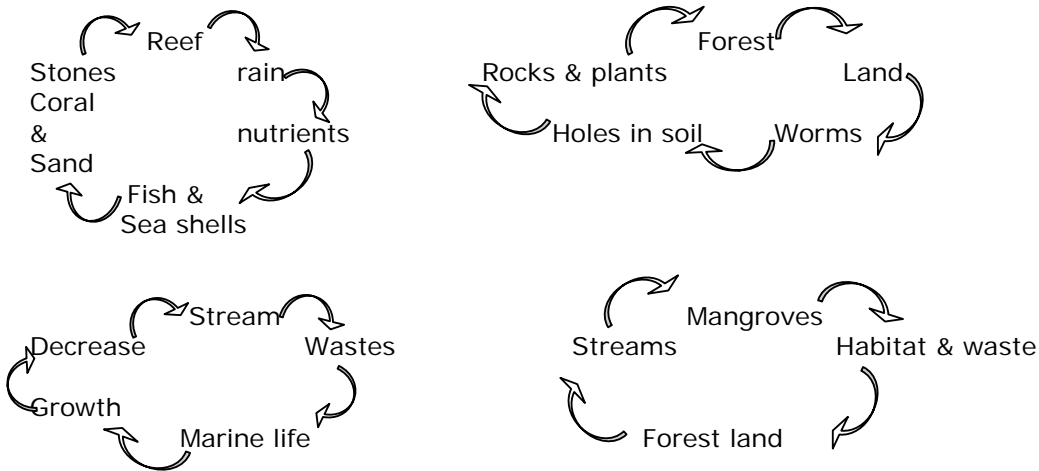 Reef
Stones
Coral
&
Sand
rain
nutrients
Fish &
Sea shells
Forest
Rocks & plants
Land
Holes in soil
Worms
Stream
Decrease
Wastes
Growth
Marine life
Mangroves
Streams
Habitat & waste
Forest land